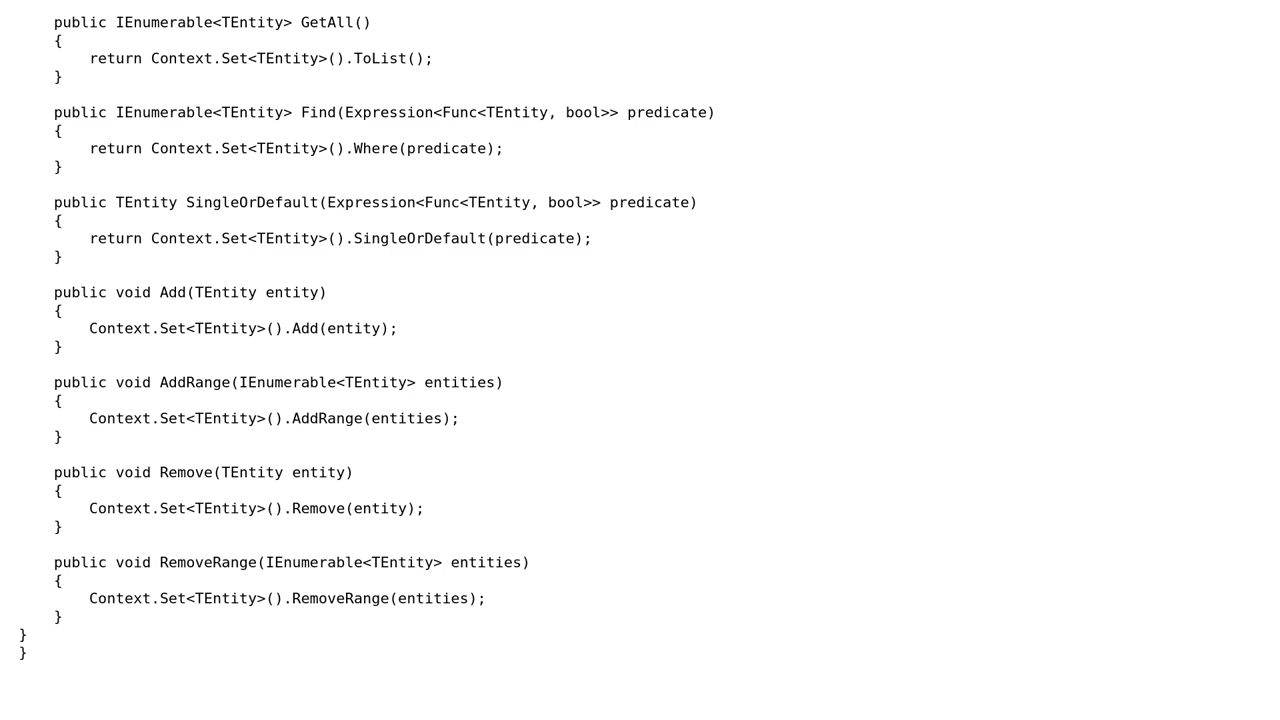 public IEnumerable<TEntity> GetAll()
{
return Context.Set<TEntity>().ToList();
}
public IEnumerable<TEntity> Find(Expression<Func<TEntity, bool>> predicate)
{
return Context.Set<TEntity>().Where(predicate);
}
public TEntity SingleOrDefault(Expression<Func<TEntity, bool>> predicate)
{
return Context.Set<TEntity>().SingleOrDefault(predicate);
}
public void Add(TEntity entity)
{
Context.Set<TEntity>().Add(entity);
}
public void AddRange(IEnumerable<TEntity> entities)
{
Context.Set<TEntity>().AddRange(entities);
}
public void Remove(TEntity entity)
{
Context.Set<TEntity>().Remove(entity);
}
public void RemoveRange(IEnumerable<TEntity> entities)
{
Context.Set<TEntity>().RemoveRange(entities);
}
}
}